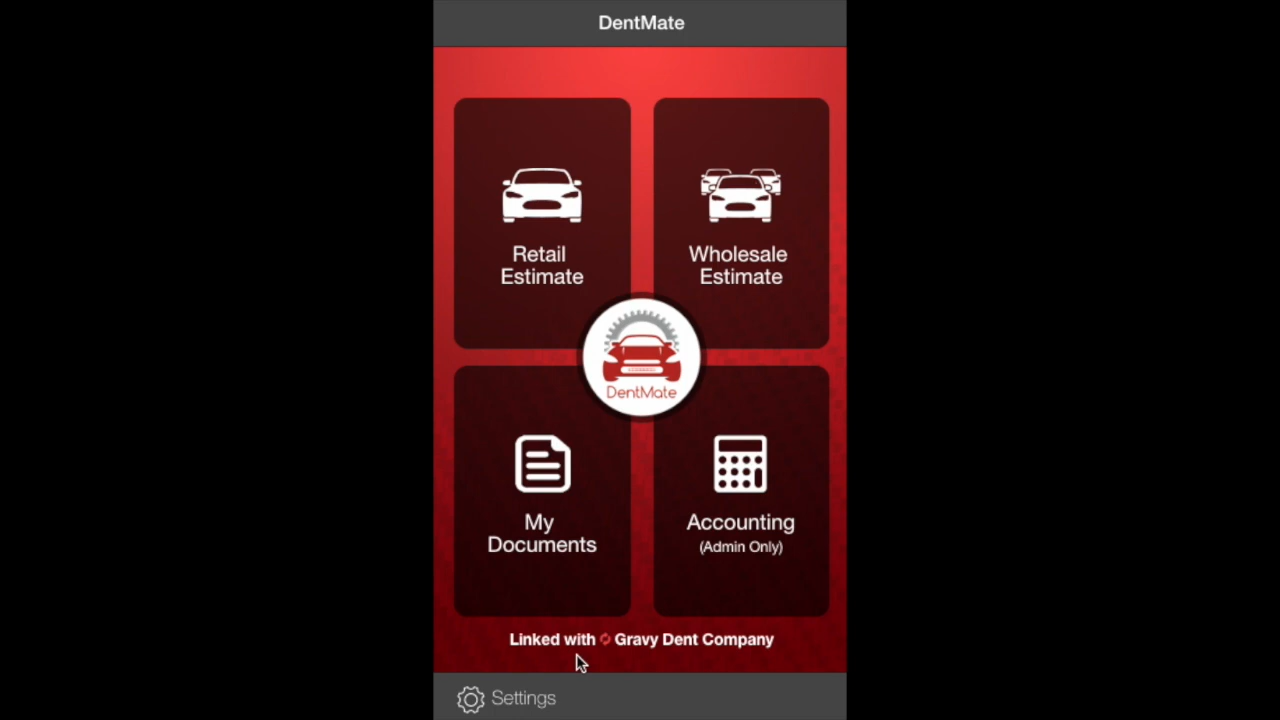 DentMate
Retail
Estimate
Wholesale
Estimate
DentMate
My
Documents
Accounting
(Admin Only)
Linked with Gravy Dent Company
Settings